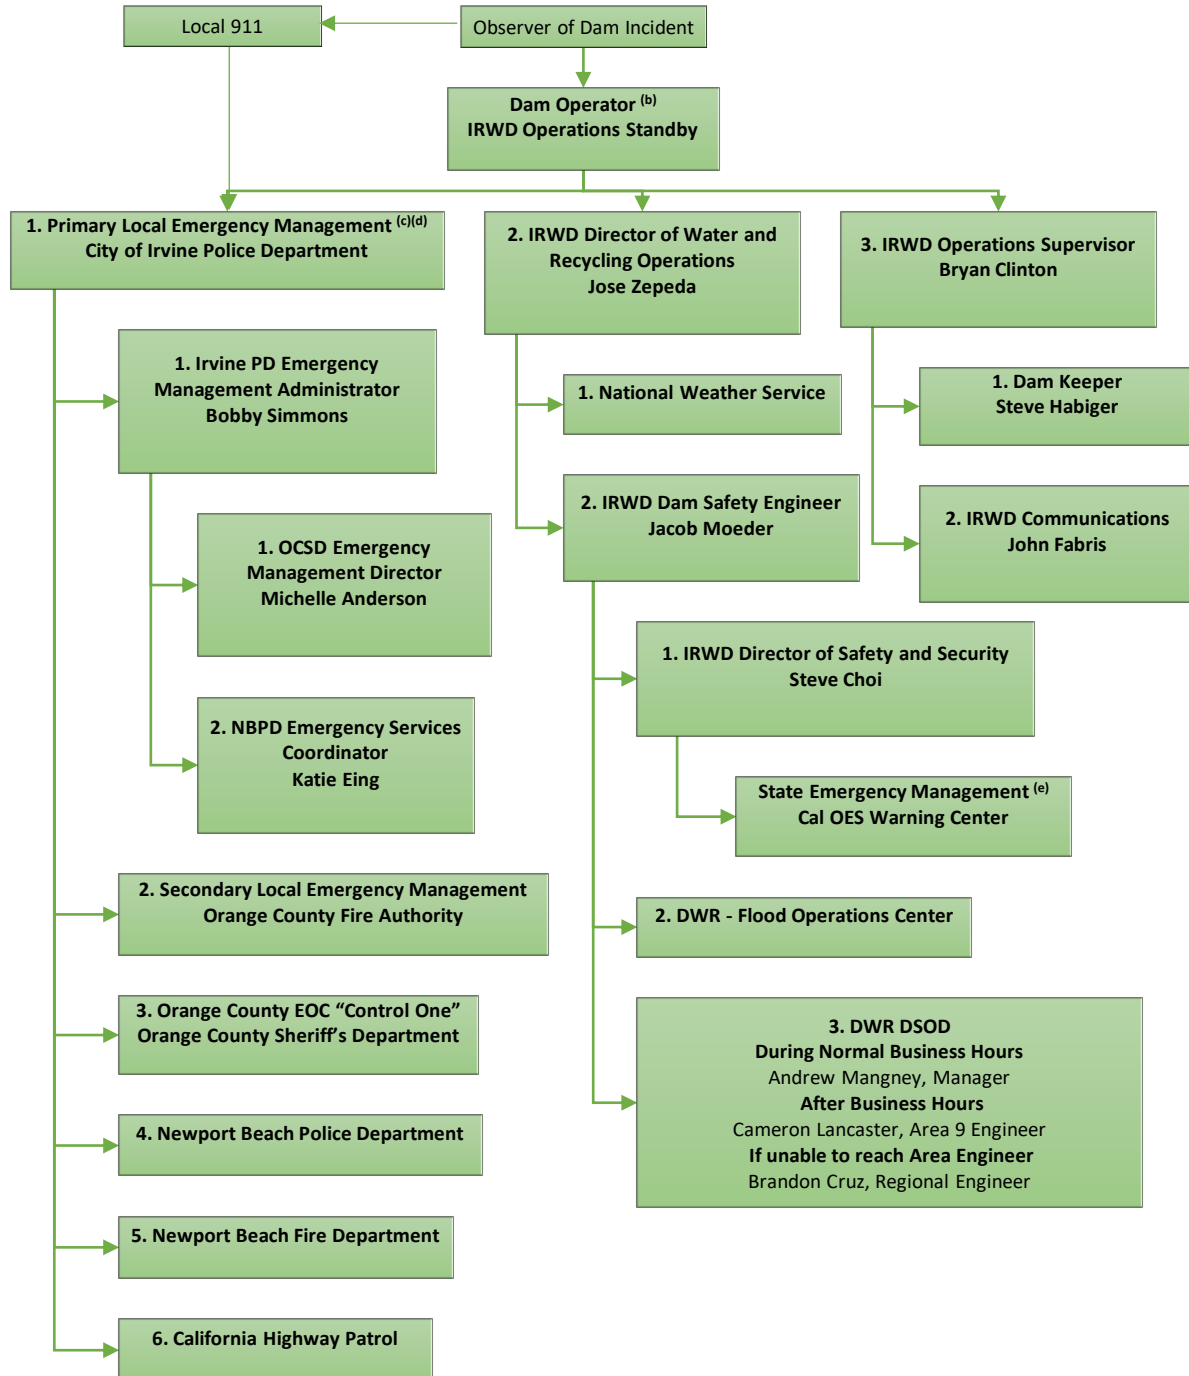 Local 911
Observer of Dam Incident
Dam Operator (b)
IRWD Operations Standby
1. Primary Local Emergency Management (c)(d)
City of Irvine Police Department
2. IRWD Director of Water and
Recycling Operations
Jose Zepeda
3. IRWD Operations Supervisor
Bryan Clinton
1. Irvine PD Emergency
Management Administrator
Bobby Simmons
1. OCSD Emergency
Management Director
Michelle Anderson
2. NBPD Emergency Services
Coordinator
Katie Eing
2. Secondary Local Emergency Management
Orange County Fire Authority
3. Orange County EOC “Control One”
Orange County Sheriff’s Department
4. Newport Beach Police Department
5. Newport Beach Fire Department
6. California Highway Patrol
1. National Weather Service
2. IRWD Dam Safety Engineer
Jacob Moeder
1. IRWD Director of Safety and Security
Steve Choi
State Emergency Management (e)
Cal OES Warning Center
2. DWR - Flood Operations Center
3. DWR DSOD
During Normal Business Hours
Andrew Mangney, Manager
After Business Hours
Cameron Lancaster, Area 9 Engineer
If unable to reach Area Engineer
Brandon Cruz, Regional Engineer
1. Dam Keeper
Steve Habiger
2. IRWD Communications
John Fabris